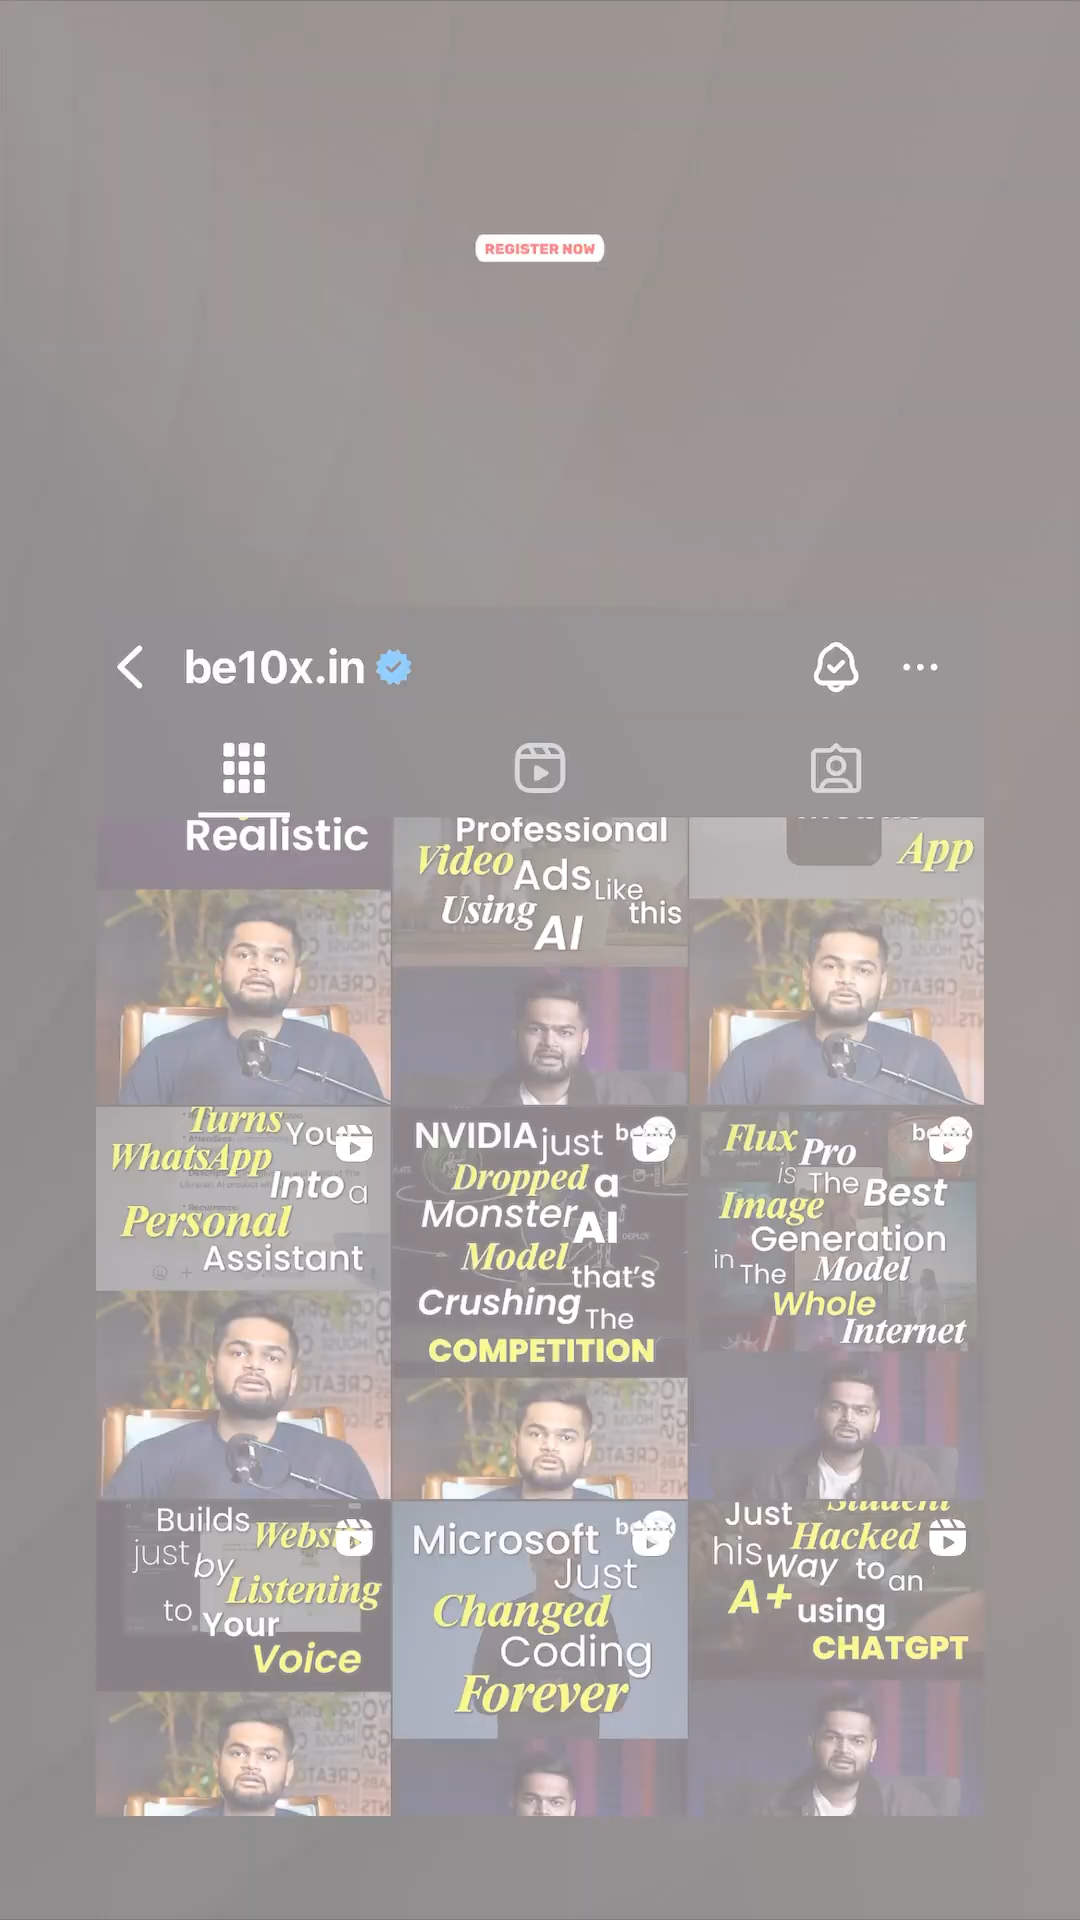 REGISTER NOW
be10x.in
Realistic
Professional
Video Ads Like
Using this
AI
App
Turns
WhatsApp You
Into a
Personal
Assistant
NVIDIA just
Dropped a
Monster AI
Model that's
Crushing The
COMPETITION
DEPLOY
Flux Pro
is The Best
Image
Generation
in The Model
Whole
Internet
Builds
just by
Listening
to Your
Voice
Microsoft
Just
Changed
Coding
Forever
Just Student
Hacked
his Way to an
A+ using
CHATGPT